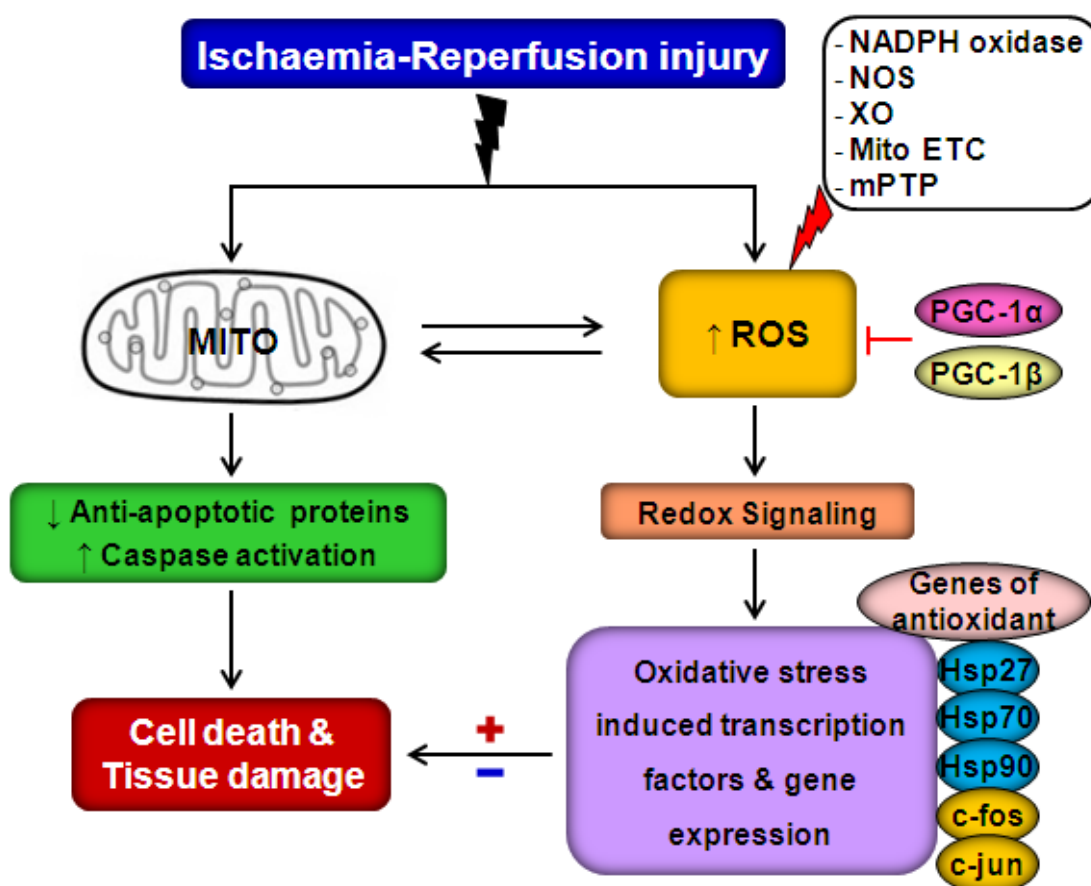 Ischaemia-Reperfusion injury
- NADPH oxidase
- NOS
- XO
- Mito ETC
- mPTP
MITO
↑ ROS
PGC-1α
PGC-1β
↓ Anti-apoptotic proteins
↑ Caspase activation
Redox Signaling
Genes of
antioxidant
Oxidative stress
induced transcription
factors & gene
expression
Hsp27
Hsp70
Hsp90
c-fos
c-jun
+
−
Cell death &
Tissue damage